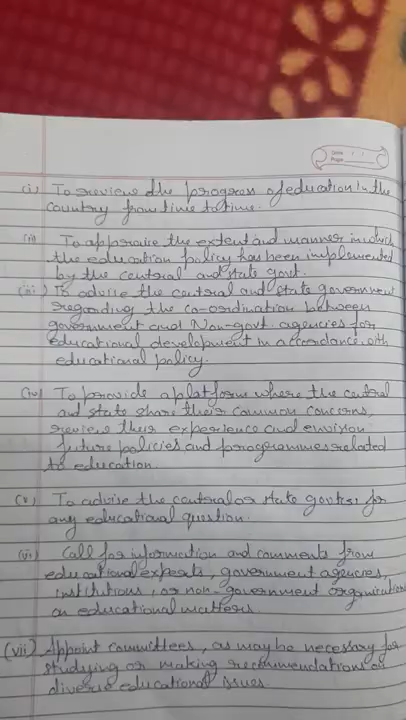 Date
Page
(i) To review the progress of education in the
country from time to time.
(ii) To appraise the extent and manner in which
the education policy has been implemented
by the central and state govt.
(iii) To advise the central and state government
regarding the co-ordination between
government and Non-govt. agencies for
educational development in accordance with
educational policy.
(iv) To provide a platform where the central
and state share their common concerns,
review their experience and envision
future policies and programmes related
to education.
(v) To advise the central or state for
any educational question.
(vi) Call for information and comments from
educational experts, government agencies,
institutions, or non-government organization
on educational matters.
(vii) Appoint committees, as may be necessary for
studying or making recommendations on
diverse educational issues.